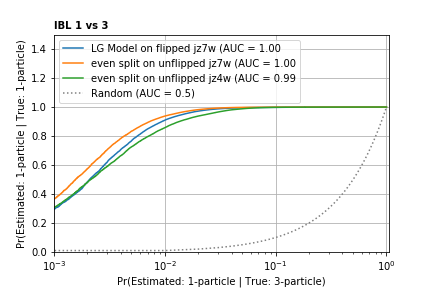 IBL 1 vs 3
1.4
1.2
1.0
0.8
0.6
0.4
0.2
0.0
Pr(Estimated: 1-particle | True: 1-particle)
LG Model on flipped jz7w (AUC = 1.00
even split on unflipped jz7w (AUC = 1.00
even split on unflipped jz4w (AUC = 0.99
Random (AUC = 0.5)
10⁻³ 10⁻² 10⁻¹ 10⁰
Pr(Estimated: 1-particle | True: 3-particle)